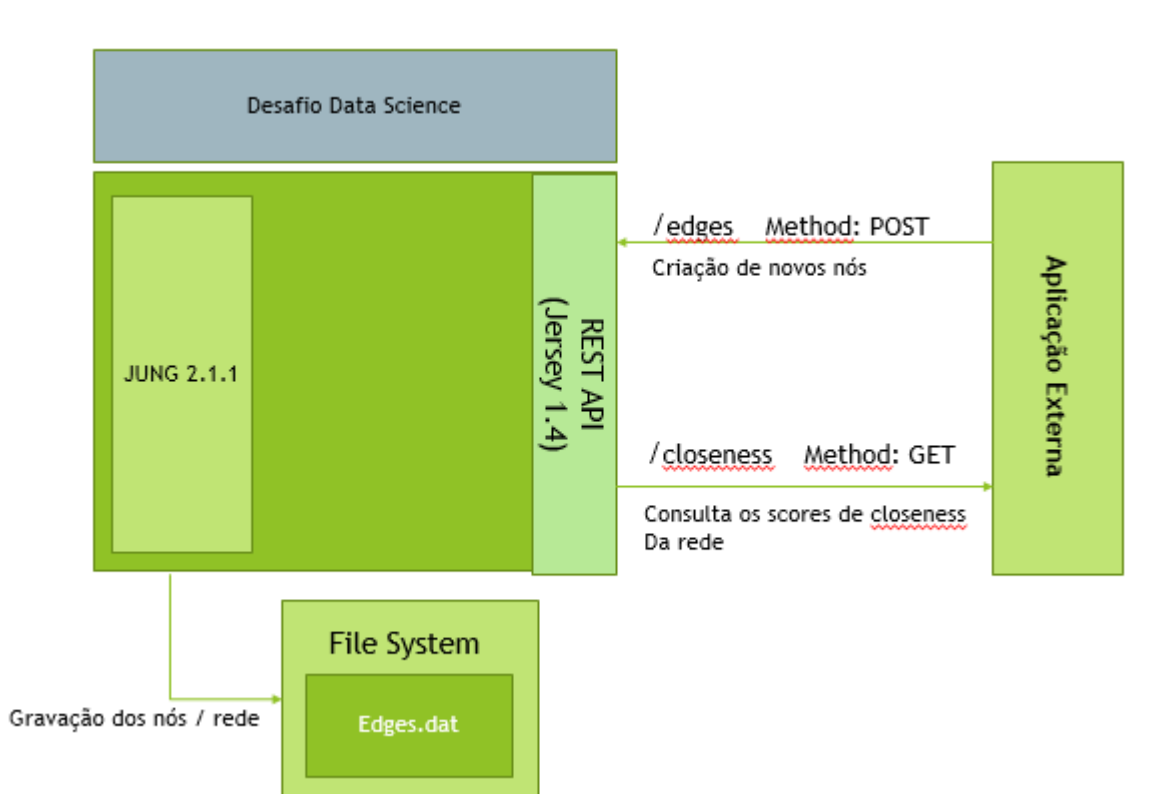 Desafio Data Science
/edges Method: POST
Criação de novos nós
JUNG 2.1.1
REST API
(Jersey 1.4)
Aplicação Externa
/closeness Method: GET
Consulta os scores de closeness
Da rede
File System
Edges.dat
Gravação dos nós / rede